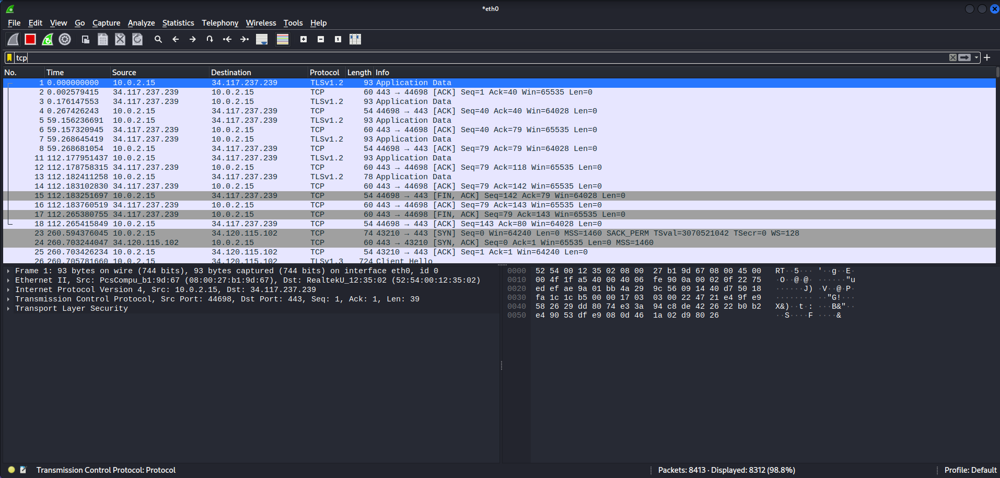 *eth0
File Edit View Go Capture Analyze Statistics Telephony Wireless Tools Help
tcp
No. Time Source Destination Protocol Length Info
1 0.000000000 10.0.2.15 34.117.237.239 TLSv1.2 93 Application Data
2 0.002579415 34.117.237.239 10.0.2.15 TCP 60 443 → 44698 [ACK] Seq=1 Ack=40 Win=65535 Len=0
3 0.176147553 34.117.237.239 10.0.2.15 TLSv1.2 93 Application Data
4 0.267426243 10.0.2.15 34.117.237.239 TCP 54 44698 → 443 [ACK] Seq=40 Ack=40 Win=64028 Len=0
5 59.156236691 10.0.2.15 34.117.237.239 TLSv1.2 93 Application Data
6 59.157320945 34.117.237.239 10.0.2.15 TCP 60 443 → 44698 [ACK] Seq=40 Ack=79 Win=65535 Len=0
7 59.268645419 34.117.237.239 10.0.2.15 TLSv1.2 93 Application Data
8 59.268681054 10.0.2.15 34.117.237.239 TCP 54 44698 → 443 [ACK] Seq=79 Ack=79 Win=64028 Len=0
11 112.177951437 10.0.2.15 34.117.237.239 TLSv1.2 93 Application Data
12 112.178758315 34.117.237.239 10.0.2.15 TCP 60 443 → 44698 [ACK] Seq=79 Ack=118 Win=65535 Len=0
13 112.182411258 10.0.2.15 34.117.237.239 TLSv1.2 78 Application Data
14 112.183102830 34.117.237.239 10.0.2.15 TCP 60 443 → 44698 [ACK] Seq=79 Ack=142 Win=65535 Len=0
15 112.183251697 10.0.2.15 34.117.237.239 TCP 54 44698 → 443 [FIN, ACK] Seq=142 Ack=79 Win=64028 Len=0
16 112.183760519 34.117.237.239 10.0.2.15 TCP 60 443 → 44698 [ACK] Seq=79 Ack=143 Win=65535 Len=0
17 112.265380755 34.117.237.239 10.0.2.15 TCP 60 443 → 44698 [FIN, ACK] Seq=79 Ack=143 Win=65535 Len=0
18 112.265415849 10.0.2.15 34.117.237.239 TCP 54 44698 → 443 [ACK] Seq=143 Ack=80 Win=64028 Len=0
23 260.594376045 10.0.2.15 34.120.115.102 TCP 74 43210 → 443 [SYN] Seq=0 Win=64240 Len=0 MSS=1460 SACK_PERM TSval=3070521042 TSecr=0 WS=128
24 260.703244047 34.120.115.102 10.0.2.15 TCP 60 443 → 43210 [SYN, ACK] Seq=0 Ack=1 Win=65535 Len=0 MSS=1460
25 260.703426234 10.0.2.15 34.120.115.102 TCP 54 43210 → 443 [ACK] Seq=1 Ack=1 Win=64240 Len=0
26 260.705781660 10.0.2.15 34.120.115.102 TLSv1.3 724 Client Hello
Frame 1: 93 bytes on wire (744 bits), 93 bytes captured (744 bits) on interface eth0, id 0
Ethernet II, Src: PcsCompu_b1:9d:67 (08:00:27:b1:9d:67), Dst: RealtekU_12:35:02 (52:54:00:12:35:02)
Internet Protocol Version 4, Src: 10.0.2.15, Dst: 34.117.237.239
Transmission Control Protocol, Src Port: 44698, Dst Port: 443, Seq: 1, Ack: 1, Len: 39
Transport Layer Security
0000 52 54 00 12 35 02 08 00 27 b1 9d 67 08 00 45 00 RT··5··· '··g··E·
0010 00 4f 1f a5 40 00 40 06 fe 90 0a 00 02 0f 22 75 ·O··@·@· ······"u
0020 ed ef ae 9a 01 bb 4a 29 9c 56 09 14 40 d7 50 18 ······J) ·V··@·P·
0030 fa 1c 1c b5 00 00 17 03 03 00 22 47 21 e4 9f e9 ········ ··"G!···
0040 58 26 29 dd 80 74 e3 3a 94 c8 de 42 26 22 b0 b2 X&)··t·: ···B&"··
0050 e4 90 53 df e9 08 0d 46 1a 02 d9 80 26 ··S····F ····&
Transmission Control Protocol: Protocol
Packets: 8413 · Displayed: 8312 (98.8%)
Profile: Default